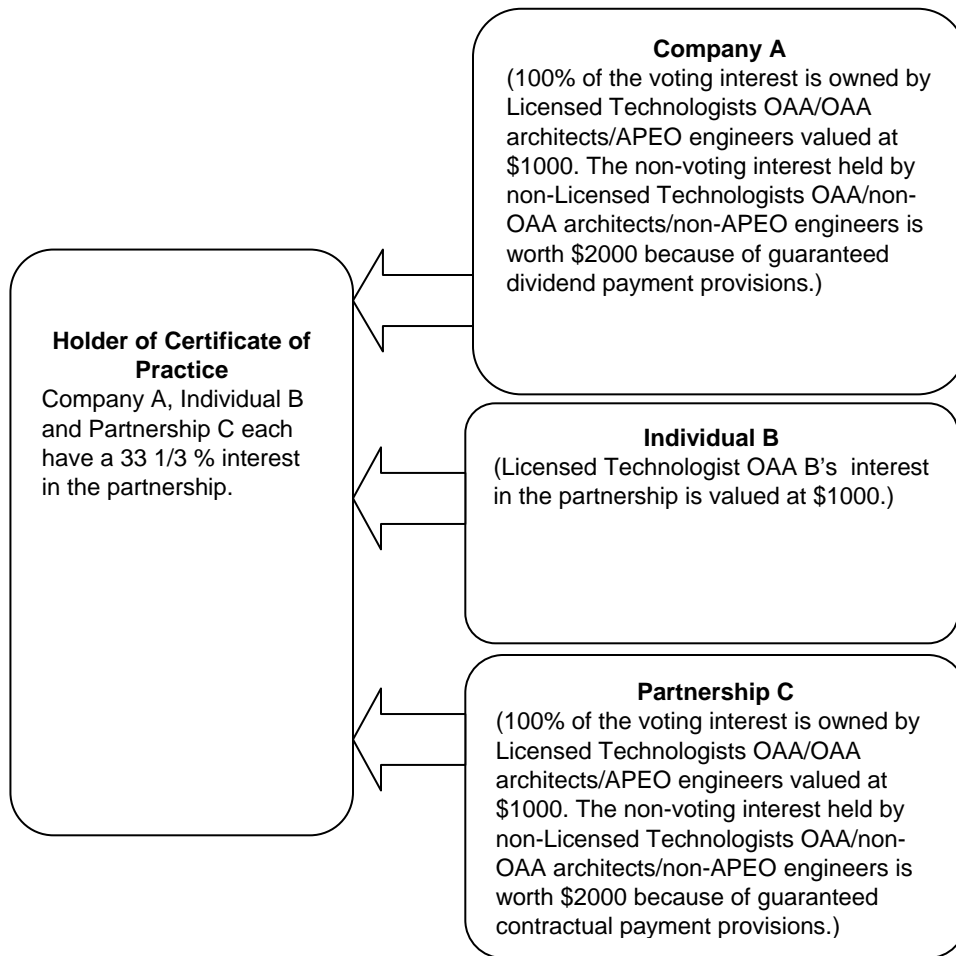 Company A
(100% of the voting interest is owned by
Licensed Technologists OAA/OAA
architects/APEO engineers valued at
$1000. The non-voting interest held by
non-Licensed Technologists OAA/non-
OAA architects/non-APEO engineers is
worth $2000 because of guaranteed
dividend payment provisions.)
Holder of Certificate of
Practice
Company A, Individual B
and Partnership C each
have a 33 1/3 % interest
in the partnership.
Individual B
(Licensed Technologist OAA B’s interest
in the partnership is valued at $1000.)
Partnership C
(100% of the voting interest is owned by
Licensed Technologists OAA/OAA
architects/APEO engineers valued at
$1000. The non-voting interest held by
non-Licensed Technologists OAA/non-
OAA architects/non-APEO engineers is
worth $2000 because of guaranteed
contractual payment provisions.)